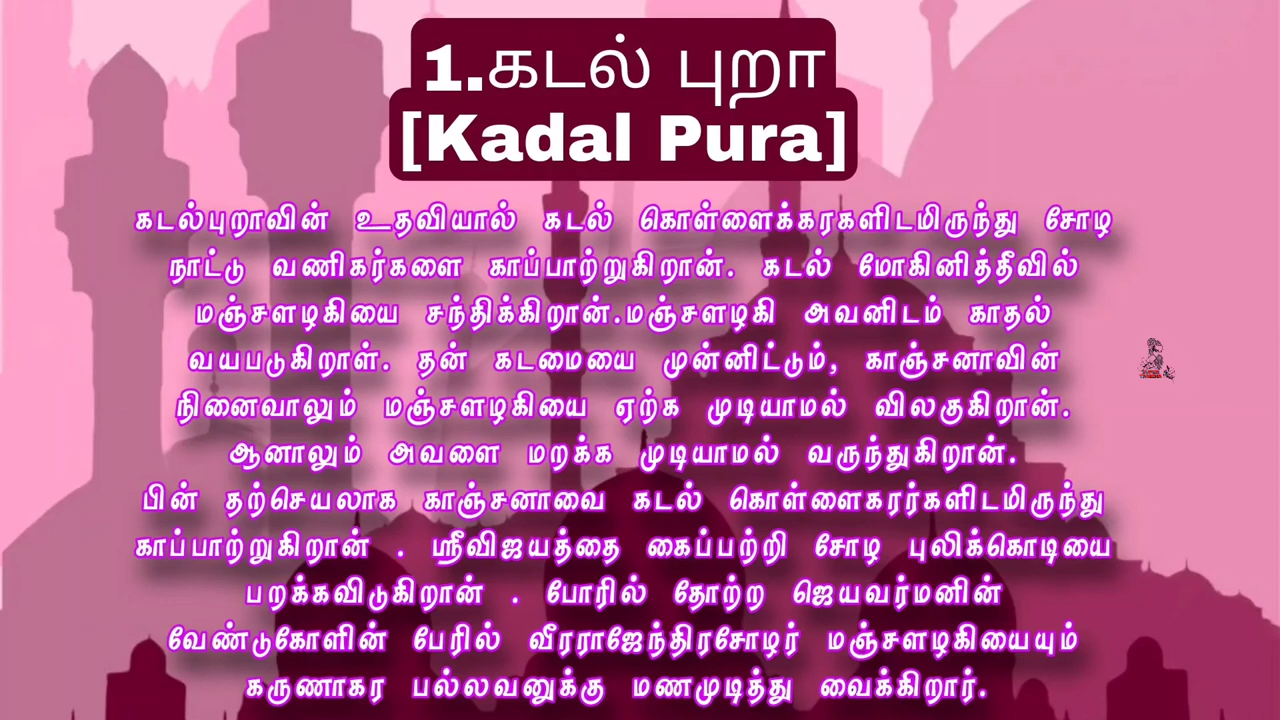 1.கடல் புறா
[Kadal Pura]
கடல்புறாவின் உதவியால் கடல் கொள்ளைக்கரகளிடமிருந்து சோழ
நாட்டு வணிகர்களை காப்பாற்றுகிறான். கடல் மோகினித்தீவில்
மஞ்சளழகியை சந்திக்கிறான்.மஞ்சளழகி அவனிடம் காதல்
வயபடுகிறாள். தன் கடமையை முன்னிட்டும், காஞ்சனாவின்
நினைவாலும் மஞ்சளழகியை ஏற்க முடியாமல் விலகுகிறான்.
ஆனாலும் அவளை மறக்க முடியாமல் வருந்துகிறான்.
பின் தற்செயலாக காஞ்சனாவை கடல் கொள்ளைகரர்களிடமிருந்து
காப்பாற்றுகிறான் . ஸ்ரீவிஜயத்தை கைப்பற்றி சோழ புலிக்கொடியை
பறக்கவிடுகிறான் . போரில் தோற்ற ஜெயவர்மனின்
வேண்டுகோளின் பேரில் வீரராஜேந்திரசோழர் மஞ்சளழகியையும்
கருணாகர பல்லவனுக்கு மணமுடித்து வைக்கிறார்.